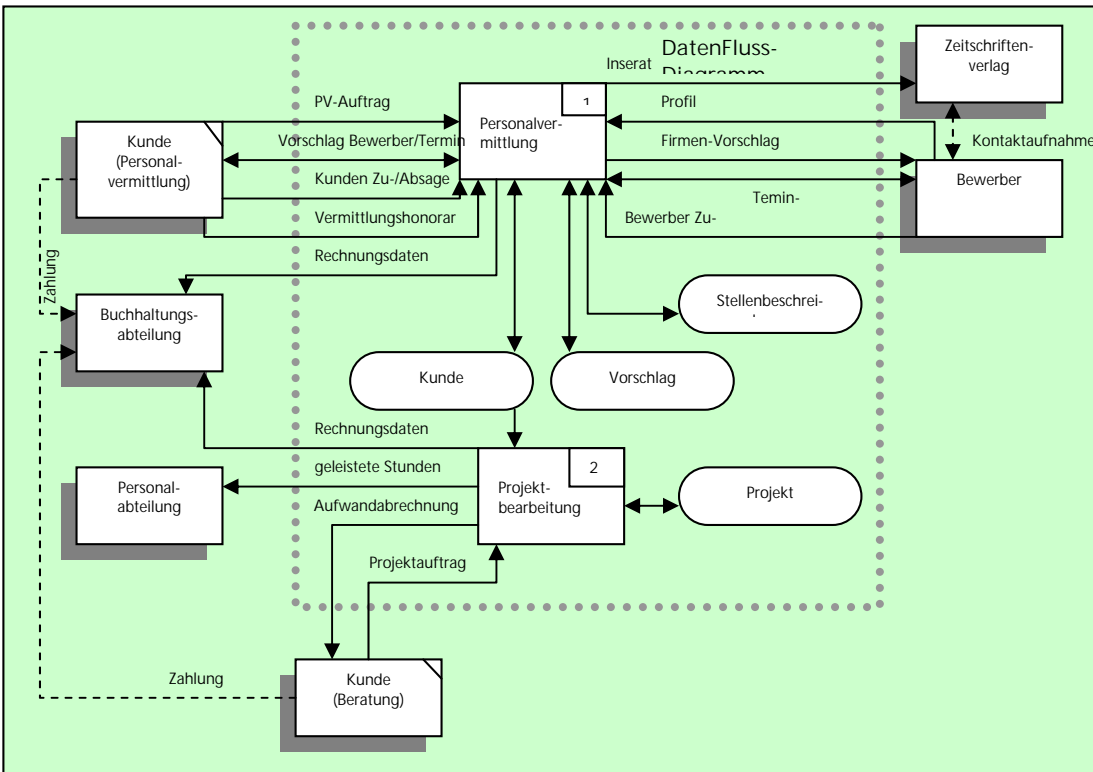 DatenFluss-
Diagramm
Zeitschriften-
verlag
Inserat
1
PV-Auftrag
Profil
Kunde
(Personal-
vermittlung)
Personalver-
mittlung
Vorschlag Bewerber/Termin
Firmen-Vorschlag
Kontaktaufnahme
Kunden Zu-/Absage
Bewerber
Temin-
Vermittlungshonorar
Bewerber Zu-
Rechnungsdaten
Zahlung
Stellenbeschrei-
Buchhaltungs-
abteilung
Kunde
Vorschlag
Rechnungsdaten
2
geleistete Stunden
Personal-
abteilung
Projekt-
bearbeitung
Projekt
Aufwandabrechnung
Projektauftrag
Zahlung
Kunde
(Beratung)